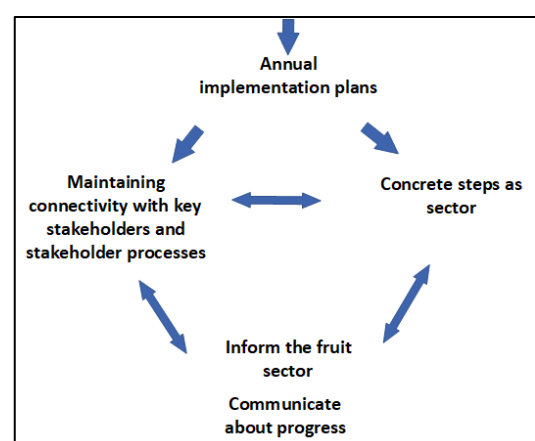 Annual
implementation plans
Maintaining
connectivity with key
stakeholders and
stakeholder processes
Concrete steps as
sector
Inform the fruit
sector
Communicate
about progress